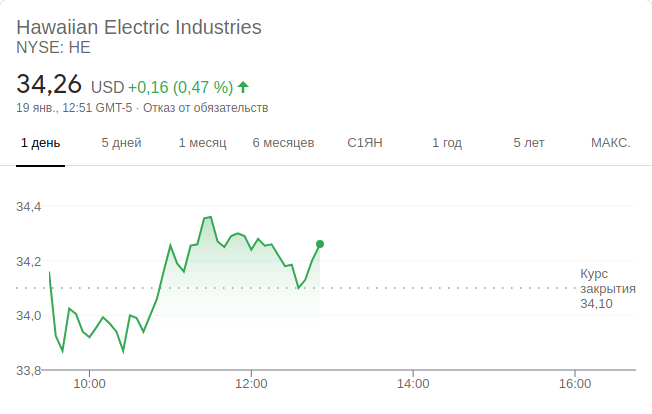 Hawaiian Electric Industries
NYSE: HE
34,26 USD +0,16 (0,47 %)
19 янв., 12:51 GMT-5 · Отказ от обязательств
1 день 5 дней 1 месяц 6 месяцев С1ЯН 1 год 5 лет МАКС.
34,4
34,2
Курс
закрытия
34,10
34,0
33,8
10:00 12:00 14:00 16:00